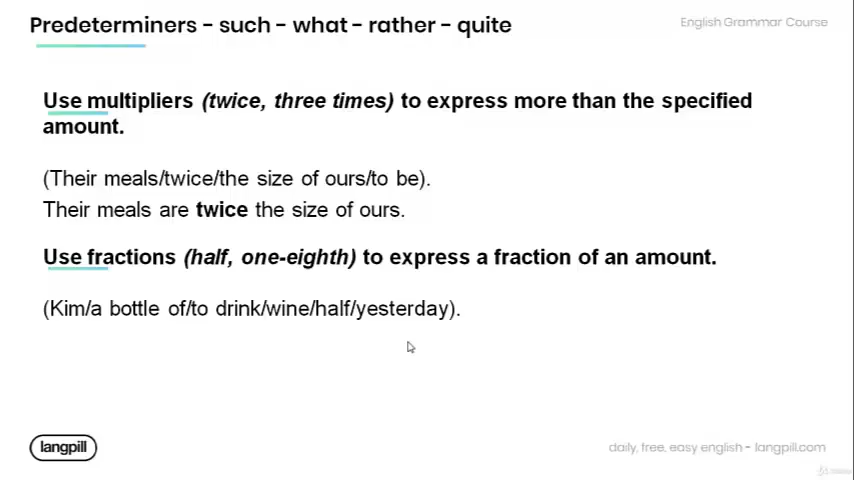 Predeterminers - such - what - rather - quite
English Grammar Course
Use multipliers (twice, three times) to express more than the specified
amount.
(Their meals/twice/the size of ours/to be).
Their meals are twice the size of ours.
Use fractions (half, one-eighth) to express a fraction of an amount.
(Kim/a bottle of/to drink/wine/half/yesterday).
langpill
daily, free, easy english - langpill.com